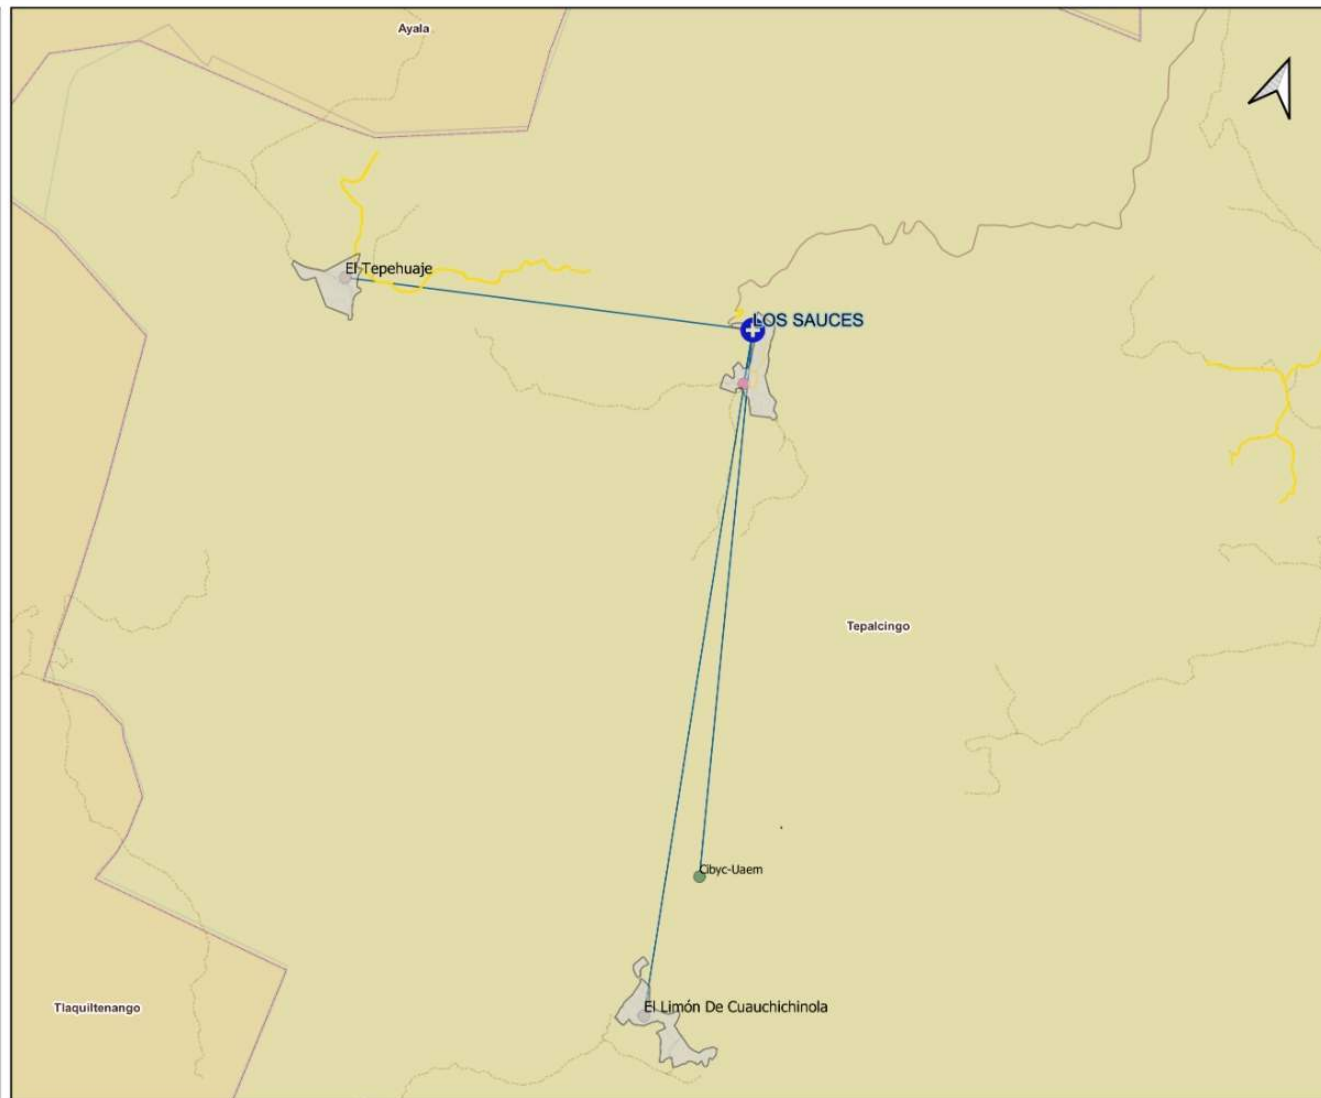 Ayala
El Tepehuaje
LOS SAUCES
Tepalcingo
Cibyc-Uaem
El Limón De Cuauchichinola
Tlaquiltenango